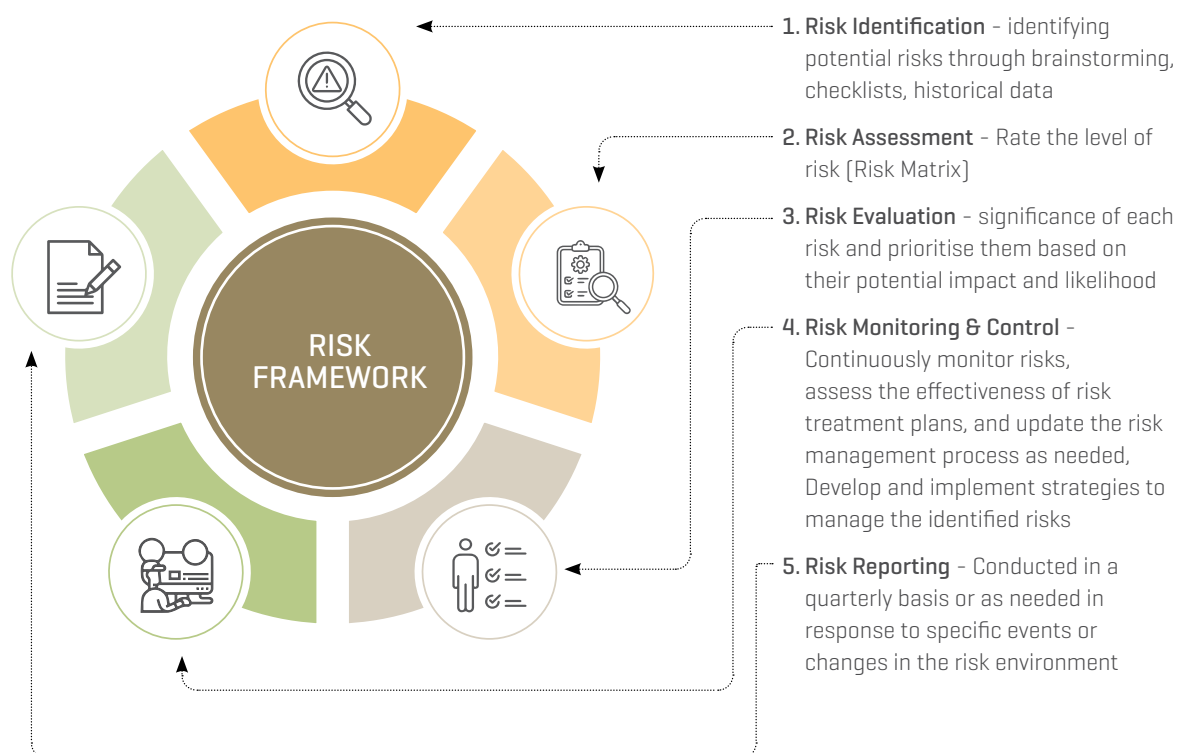 RISK
FRAMEWORK
1. Risk Identification - identifying
potential risks through brainstorming,
checklists, historical data
2. Risk Assessment - Rate the level of
risk (Risk Matrix)
3. Risk Evaluation - significance of each
risk and prioritise them based on
their potential impact and likelihood
4. Risk Monitoring & Control -
Continuously monitor risks,
assess the effectiveness of risk
treatment plans, and update the risk
management process as needed,
Develop and implement strategies to
manage the identified risks
5. Risk Reporting - Conducted in a
quarterly basis or as needed in
response to specific events or
changes in the risk environment